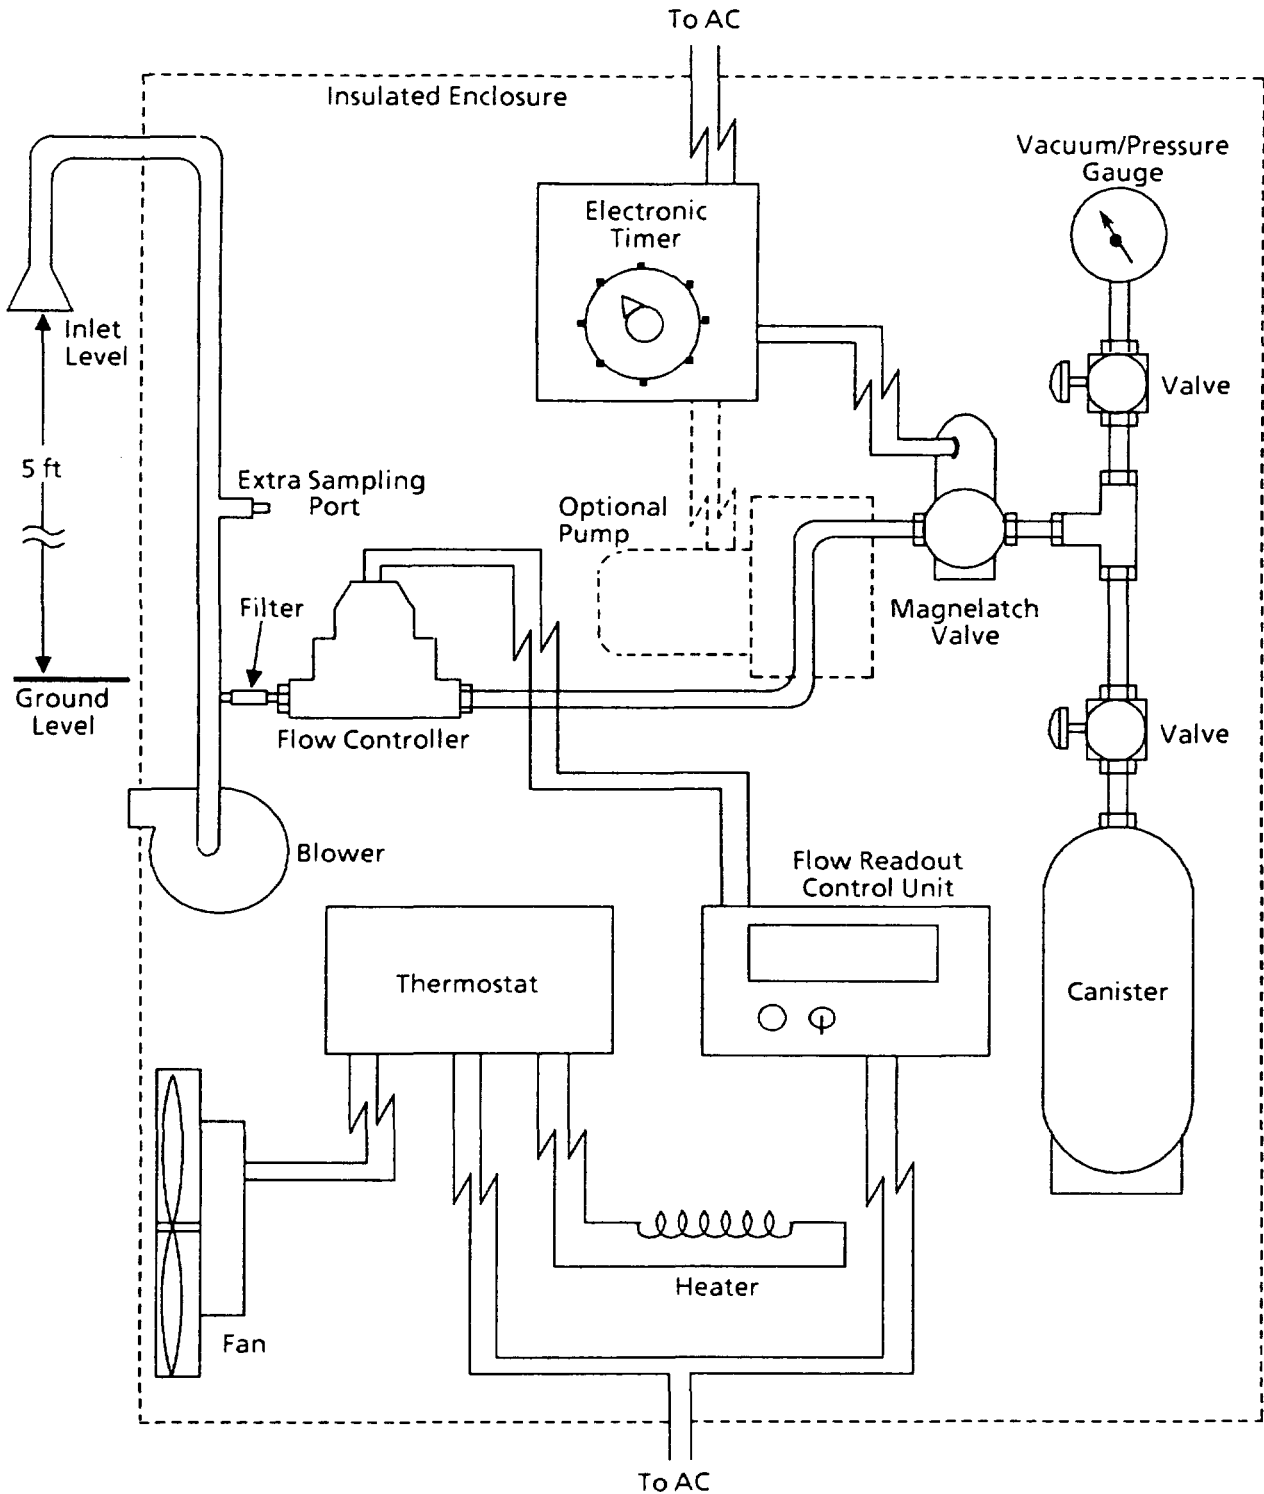 To AC
Insulated Enclosure
Vacuum/Pressure
Gauge
Electronic
Timer
Inlet
Level
Valve
5 ft
Extra Sampling
Port
Optional
Pump
Filter
Magnelatch
Valve
Ground
Level
Flow Controller
Valve
Blower
Flow Readout
Control Unit
Thermostat
Canister
Heater
Fan
To AC